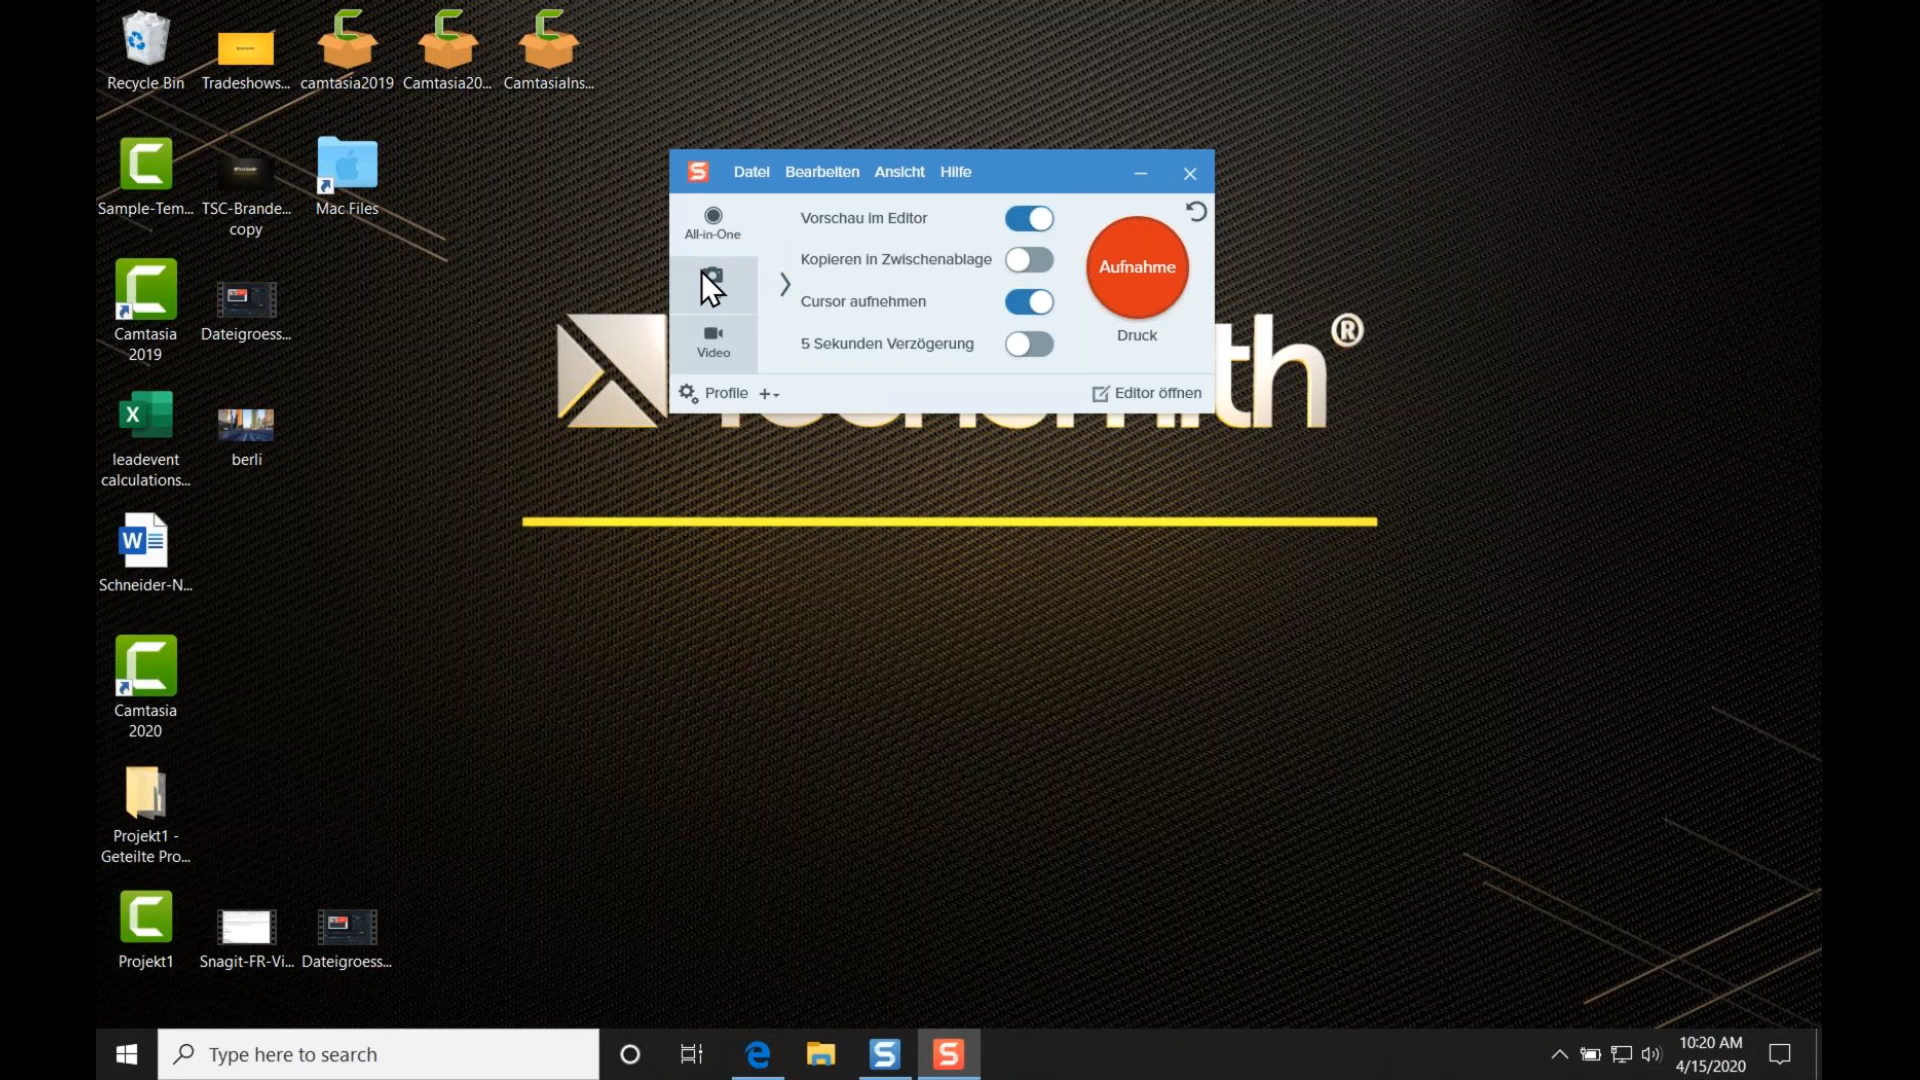 Recycle Bin
Tradeshows...
camtasia2019
Camtasia20...
CamtasiaIns...
Sample-Tem...
TSC-Brande...
copy
Mac Files
Camtasia
2019
Dateigroess...
leadevent
calculations...
berli
Schneider-N...
Camtasia
2020
Projekt1 -
Geteilte Pro...
Projekt1
Snagit-FR-Vi...
Dateigroess...
Datei Bearbeiten Ansicht Hilfe
All-in-One
Video
Vorschau im Editor
Kopieren in Zwischenablage
Cursor aufnehmen
5 Sekunden Verzögerung
Aufnahme
Druck
Profile
Editor öffnen
th®
Type here to search
10:20 AM
4/15/2020